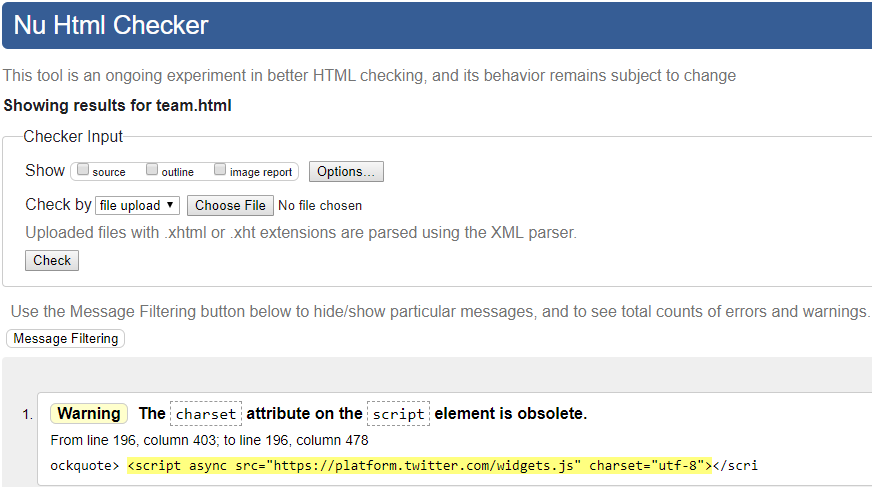 Nu Html Checker
This tool is an ongoing experiment in better HTML checking, and its behavior remains subject to change
Showing results for team.html
Checker Input
Show source outline image report Options...
Check by file upload ▼ Choose File No file chosen
Uploaded files with .xhtml or .xht extensions are parsed using the XML parser.
Check
Use the Message Filtering button below to hide/show particular messages, and to see total counts of errors and warnings.
Message Filtering
1. Warning The charset attribute on the script element is obsolete.
From line 196, column 403; to line 196, column 478
ockquote> <script async src="https://platform.twitter.com/widgets.js" charset="utf-8"></scri